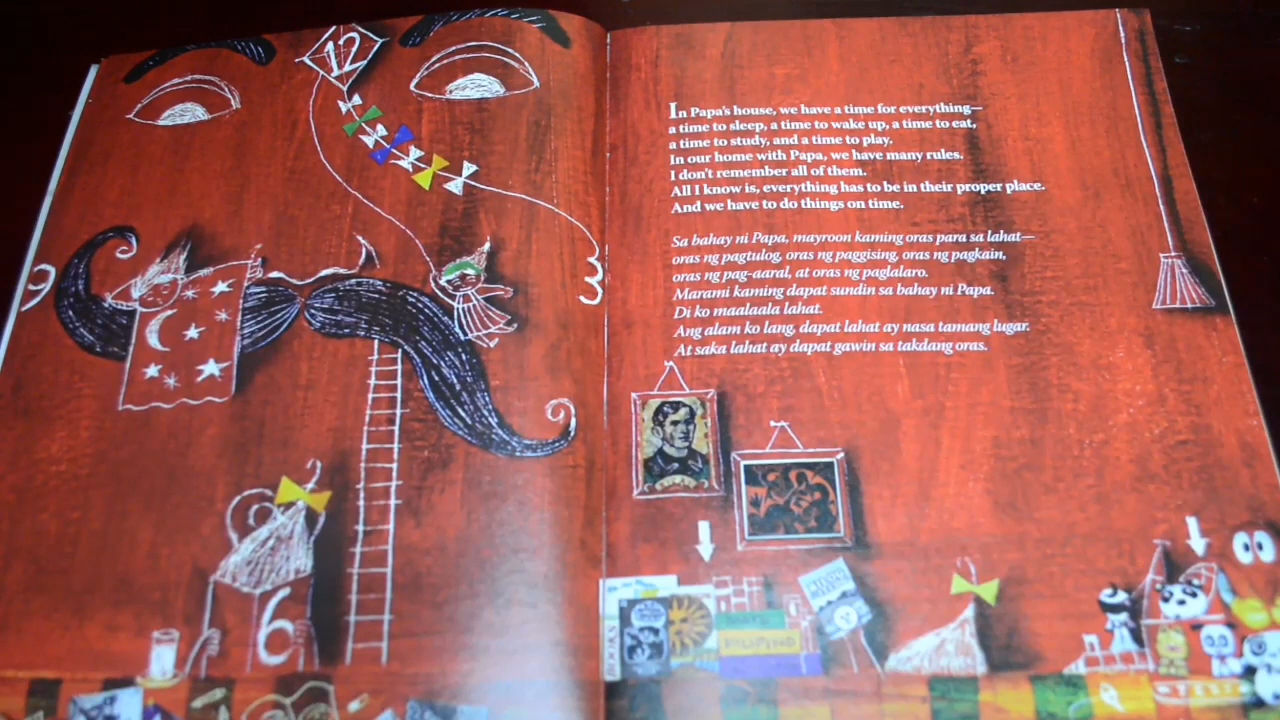 12
3
9
6
In Papa's house, we have a time for everything—
a time to sleep, a time to wake up, a time to eat,
a time to study, and a time to play.
In our home with Papa, we have many rules.
I don't remember all of them.
All I know is, everything has to be in their proper place.
And we have to do things on time.
Sa bahay ni Papa, mayroon kaming oras para sa lahat—
oras ng pagtulog, oras ng paggising, oras ng pagkain,
oras ng pag-aaral, at oras ng paglalaro.
Marami kaming dapat sundin sa bahay ni Papa.
Di ko maalaala lahat.
Ang alam ko lang, dapat lahat ay nasa tamang lugar.
At saka lahat ay dapat gawin sa takdang oras.
BOOKS
TOYS